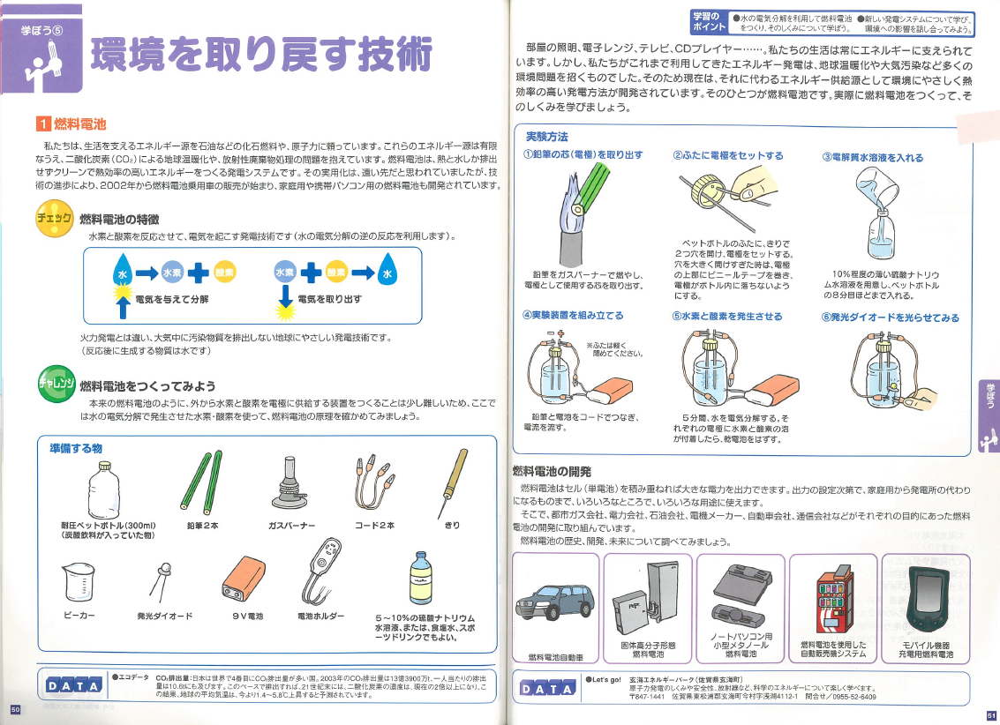 学ぼう⑤
環境を取り戻す技術
1 燃料電池
私たちは、生活を支えるエネルギー源を石油などの化石燃料や、原子力に頼っています。これらのエネルギー源は有限
なうえ、二酸化炭素(CO₂)による地球温暖化や、放射性廃棄物処理の問題を抱えています。燃料電池は、熱と水しか排出
せずクリーンで熱効率の高いエネルギーをつくる発電システムです。その実用化は、遠い先だと思われていましたが、技
術の進歩により、2002年から燃料電池乗用車の販売が始まり、家庭用や携帯パソコン用の燃料電池も開発されています。
チェック
燃料電池の特徴
水素と酸素を反応させて、電気を起こす発電技術です(水の電気分解の逆の反応を利用します)。
水 水素 酸素
電気を与えて分解
水素 酸素 水
電気を取り出す
火力発電とは違い、大気中に汚染物質を排出しない地球にやさしい発電技術です。
(反応後に生成する物質は水です)
チャレンジ
燃料電池をつくってみよう
本来の燃料電池のように、外から水素と酸素を電極に供給する装置をつくることは少し難しいため、ここで
は水の電気分解で発生させた水素・酸素を使って、燃料電池の原理を確かめてみましょう。
準備する物
耐圧ペットボトル(300ml)
(炭酸飲料が入っていた物)
鉛筆2本
ガスバーナー
コード2本
きり
ビーカー
発光ダイオード
9V電池
電池ホルダー
5~10%の硫酸ナトリウム
水溶液、または、食塩水、スポ
ーツドリンクでもよい。
DATA
●エコデータ CO₂排出量:日本は世界で4番目にCO₂排出量が多い国。2003年のCO₂排出量は13億3900万t、一人当たりの排出
量は10.6tにも及びます。このペースで排出すれば、21世紀末には、二酸化炭素の濃度は、現在の2倍以上になり、こ
の結果、地球の平均気温は、今より1.4~5.8℃上昇すると予測されています。
50
学習の
ポイント
●水の電気分解を利用して燃料電池
をつくり、そのしくみについて学ぼう。
●新しい発電システムについて学び、
環境への影響を話し合ってみよう。
部屋の照明、電子レンジ、テレビ、CDプレイヤー……。私たちの生活は常にエネルギーに支えられて
います。しかし、私たちがこれまで利用してきたエネルギー発電は、地球温暖化や大気汚染など多くの
環境問題を招くものでした。そのため現在は、それに代わるエネルギー供給源として環境にやさしく熱
効率の高い発電方法が開発されています。そのひとつが燃料電池です。実際に燃料電池をつくって、そ
のしくみを学びましょう。
実験方法
①鉛筆の芯(電極)を取り出す
鉛筆をガスバーナーで燃やし、
電極として使用する芯を取り出す。
②ふたに電極をセットする
ペットボトルのふたに、きりで
2つ穴を開け、電極をセットする。
穴を大きく開けすぎた時は、電極
の上部にビニールテープを巻き、
電極がボトル内に落ちないよう
にする。
③電解質水溶液を入れる
10%程度の薄い硫酸ナトリウ
ム水溶液を用意し、ペットボトル
の8分目ほどまで入れる。
④実験装置を組み立てる
− +
※ふたは軽く
閉めてください。
鉛筆と電池をコードでつなぎ、
電流を流す。
⑤水素と酸素を発生させる
5分間、水を電気分解する。そ
れぞれの電極に水素と酸素の泡
が付着したら、乾電池をはずす。
⑥発光ダイオードを光らせてみる
燃料電池の開発
燃料電池はセル(単電池)を積み重ねれば大きな電力を出力できます。出力の設定次第で、家庭用から発電所の代わり
になるものまで、いろいろなところで、いろいろな用途に使えます。
そこで、都市ガス会社、電力会社、石油会社、電機メーカー、自動車会社、通信会社などがそれぞれの目的にあった燃料
電池の開発に取り組んでいます。
燃料電池の歴史、開発、未来について調べてみましょう。
燃料電池自動車
固体高分子形態
燃料電池
ノートパソコン用
小型メタノール
燃料電池
燃料電池を使用した
自動販売機システム
モバイル機器
充電用燃料電池
DATA
●Let's go! 玄海エネルギーパーク(佐賀県玄海町)
原子力発電のしくみや安全性、放射線など、科学のエネルギーについて楽しく学べます。
〒847-1441 佐賀県東松浦郡玄海町今村字浅湖4112-1 問合せ/0955-52-6409
学ぼう
51